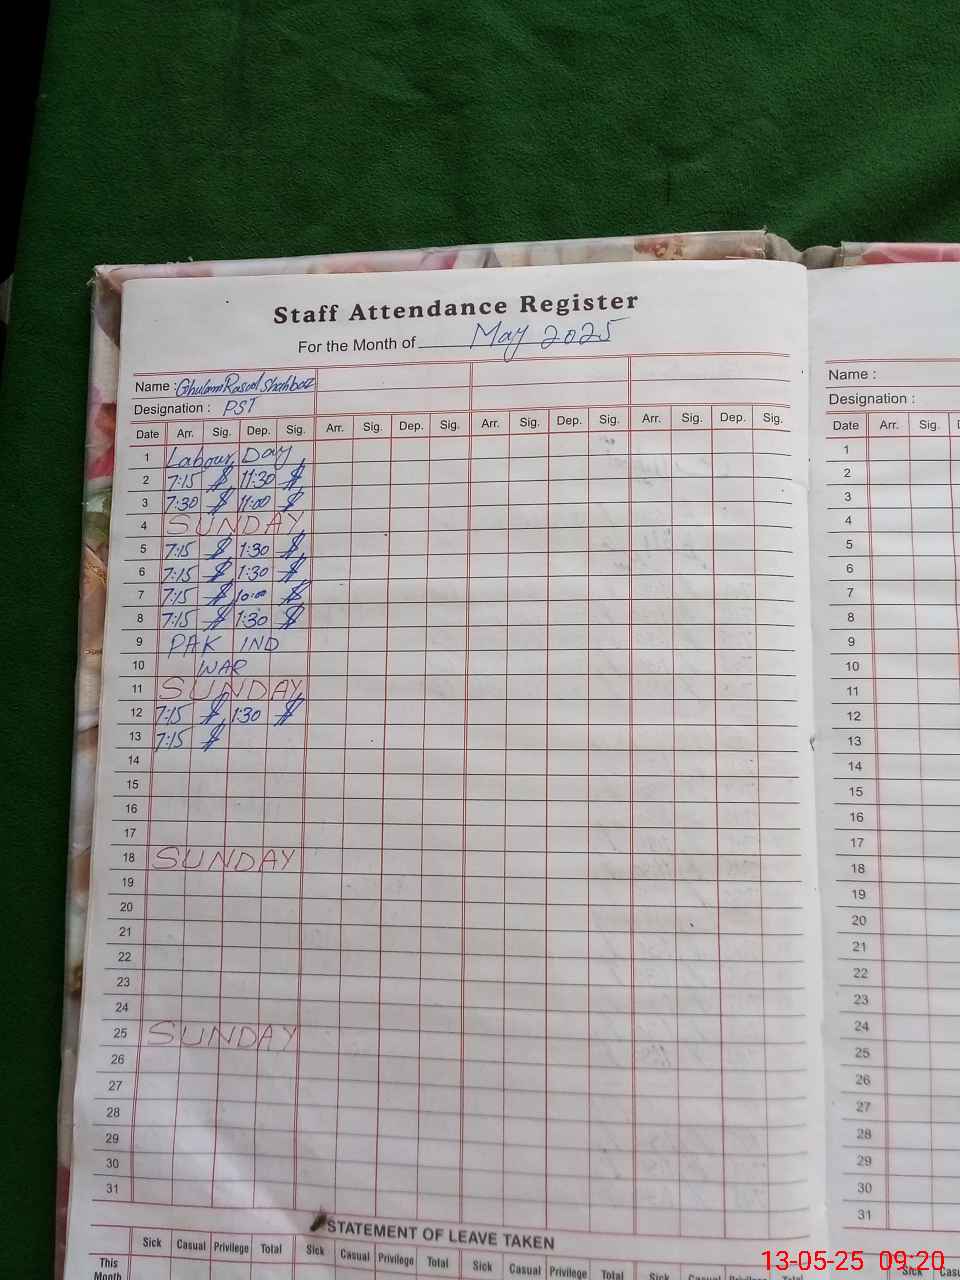 Staff Attendance Register
For the Month of May 2025
Name : Ghulam Rasool Shahbaz
Designation : PST
Date Arr. Sig. Dep. Sig. Arr. Sig. Dep. Sig. Arr. Sig. Dep. Sig. Arr. Sig. Dep. Sig.
1 Labour Day
2 7:15 11:30
3 7:30 11:00
4 SUNDAY
5 7:15 1:30
6 7:15 1:30
7 7:15 10:00
8 7:15 1:30
9 PAK IND
10 WAR
11 SUNDAY
12 7:15 1:30
13 7:15
14
15
16
17
18 SUNDAY
19
20
21
22
23
24
25 SUNDAY
26
27
28
29
30
31
STATEMENT OF LEAVE TAKEN
Sick Casual Privilege Total Sick Casual Privilege Total Sick Casual Privilege Total Sick Casual Privilege Total
This
Month
Name :
Designation :
Date Arr. Sig.
1
2
3
4
5
6
7
8
9
10
11
12
13
14
15
16
17
18
19
20
21
22
23
24
25
26
27
28
29
30
31
Sick
13-05-25 09:20